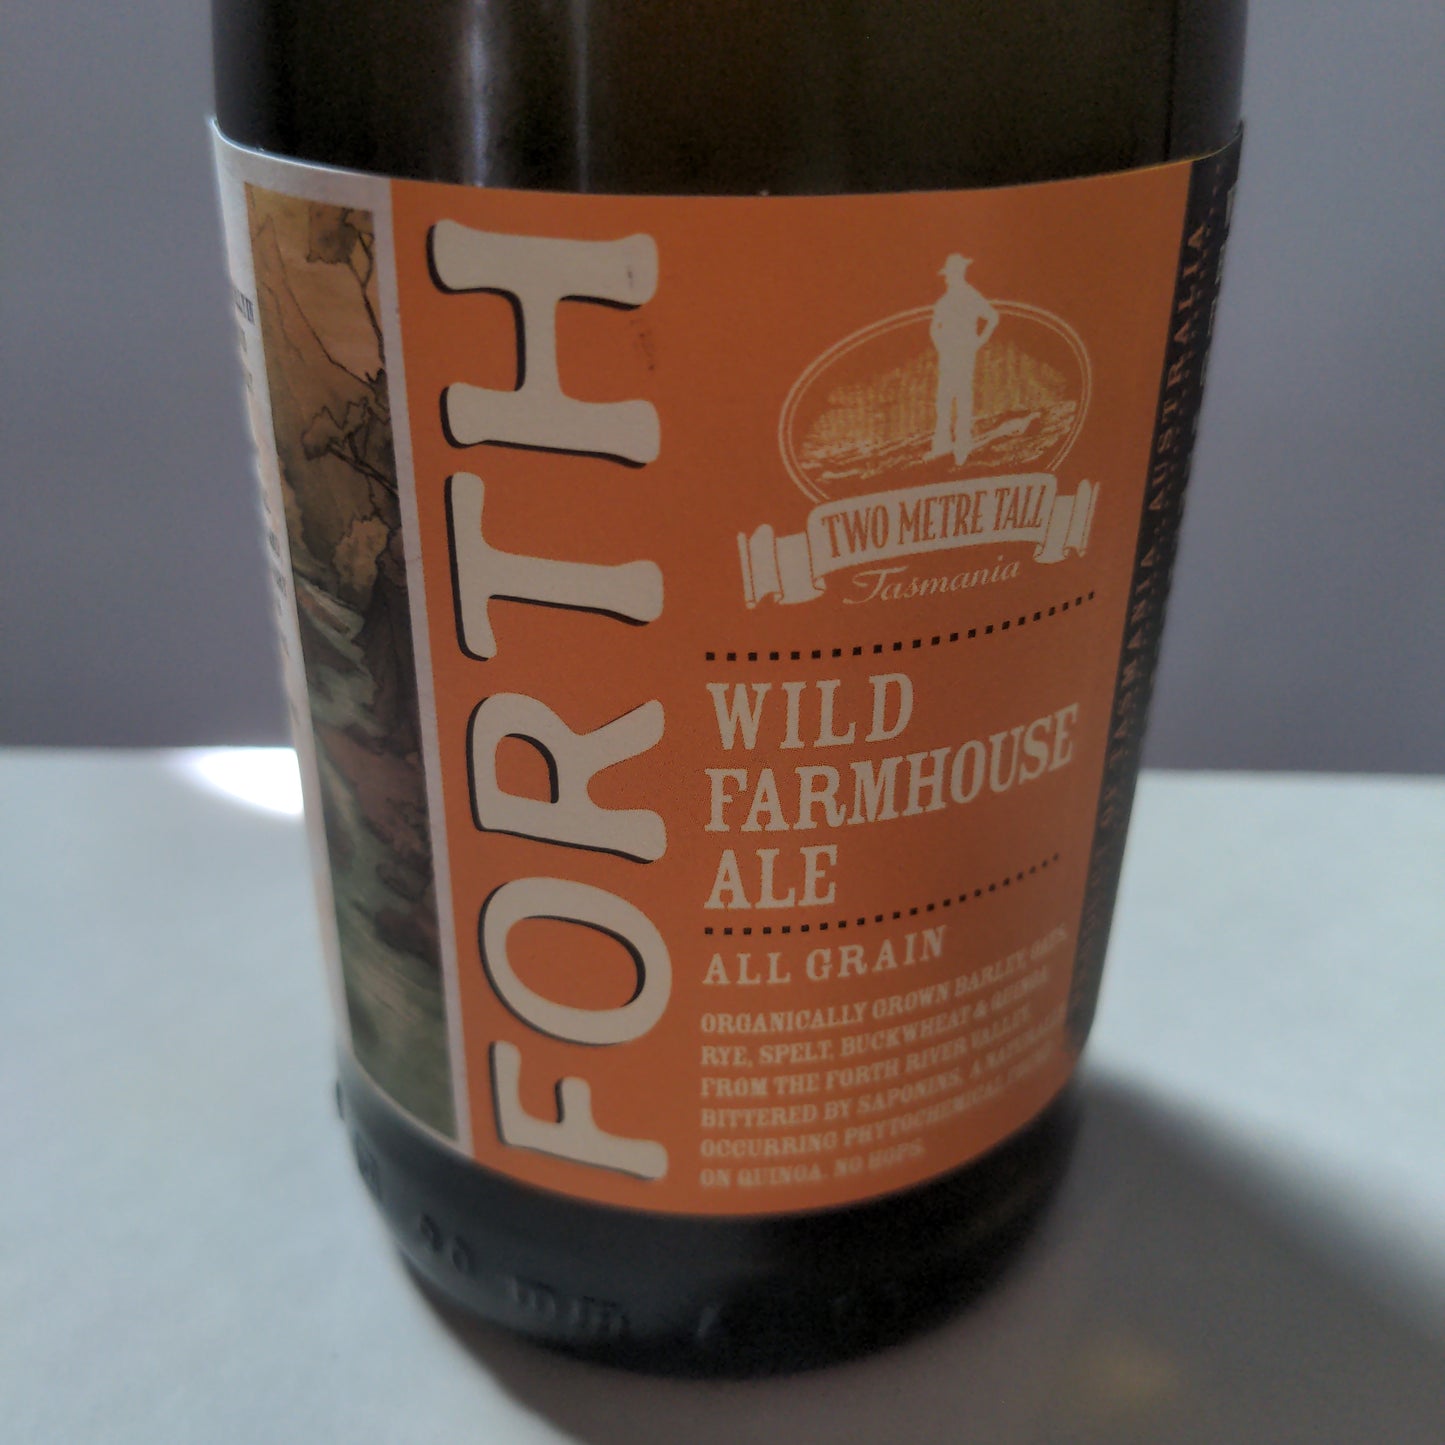 FORTH
TWO METRE TALL
Tasmania
WILD
FARMHOUSE
ALE
ALL GRAIN
ORGANICALLY GROWN BARLEY, OATS,
RYE, SPELT, BUCKWHEAT & QUINOA
FROM THE FORTH RIVER VALLEY.
BITTERED BY SAPONINS, A NATURALLY
OCCURRING PHYTOCHEMICAL FOUND
ON QUINOA. NO HOPS.
OF TASMANIA, AUSTRALIA